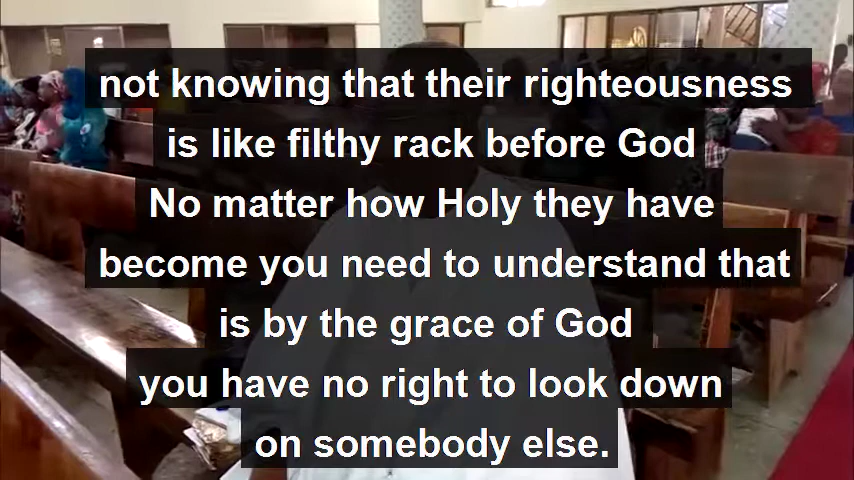 not knowing that their righteousness
is like filthy rack before God
No matter how Holy they have
become you need to understand that
is by the grace of God
you have no right to look down
on somebody else.